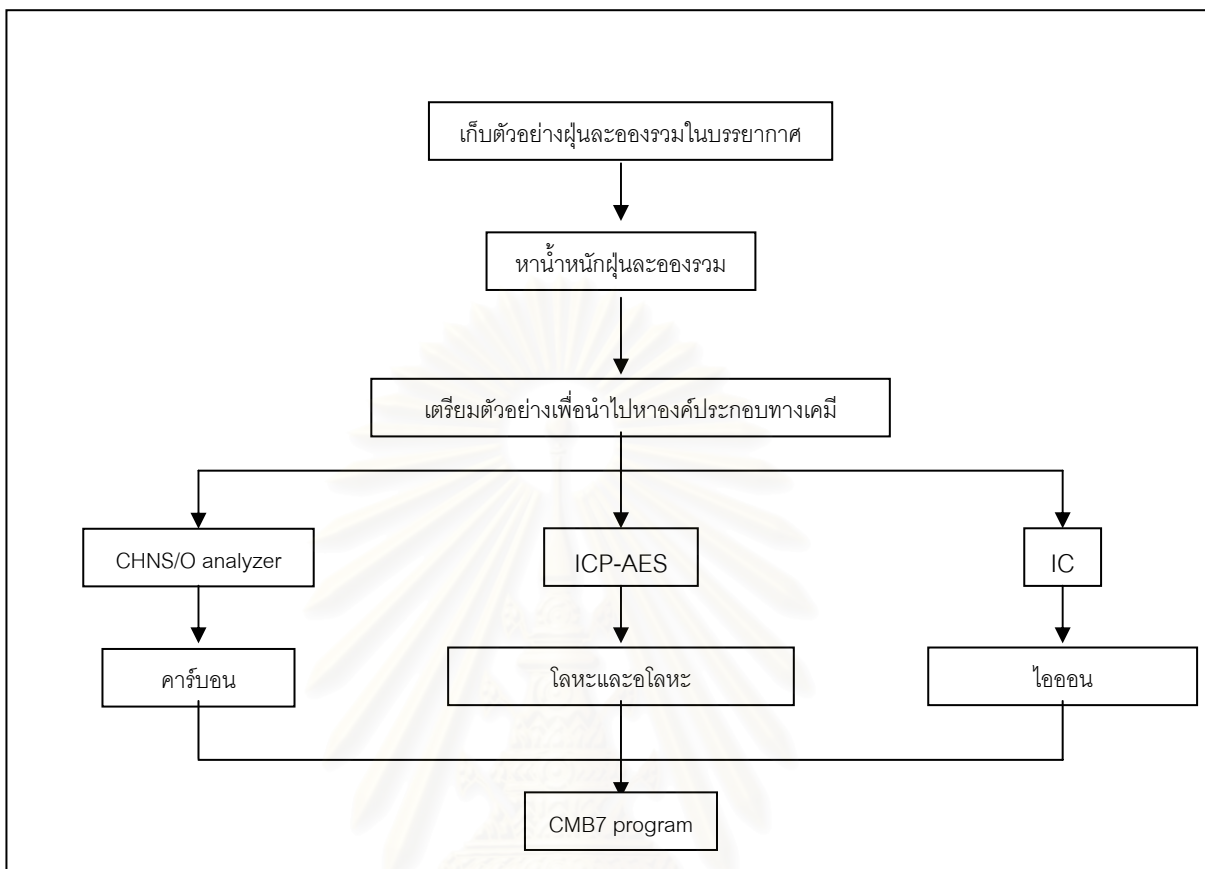 เก็บตัวอย่างฝุ่นละอองรวมในบรรยากาศ
หาน้ำหนักฝุ่นละอองรวม
เตรียมตัวอย่างเพื่อนำไปหาองค์ประกอบทางเคมี
CHNS/O analyzer
ICP-AES
IC
คาร์บอน
โลหะและอโลหะ
ไอออน
CMB7 program